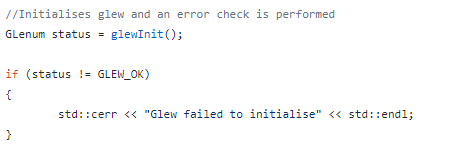 //Initialises glew and an error check is performed
GLenum status = glewInit();
if (status != GLEW_OK)
{
std::cerr << "Glew failed to initialise" << std::endl;
}